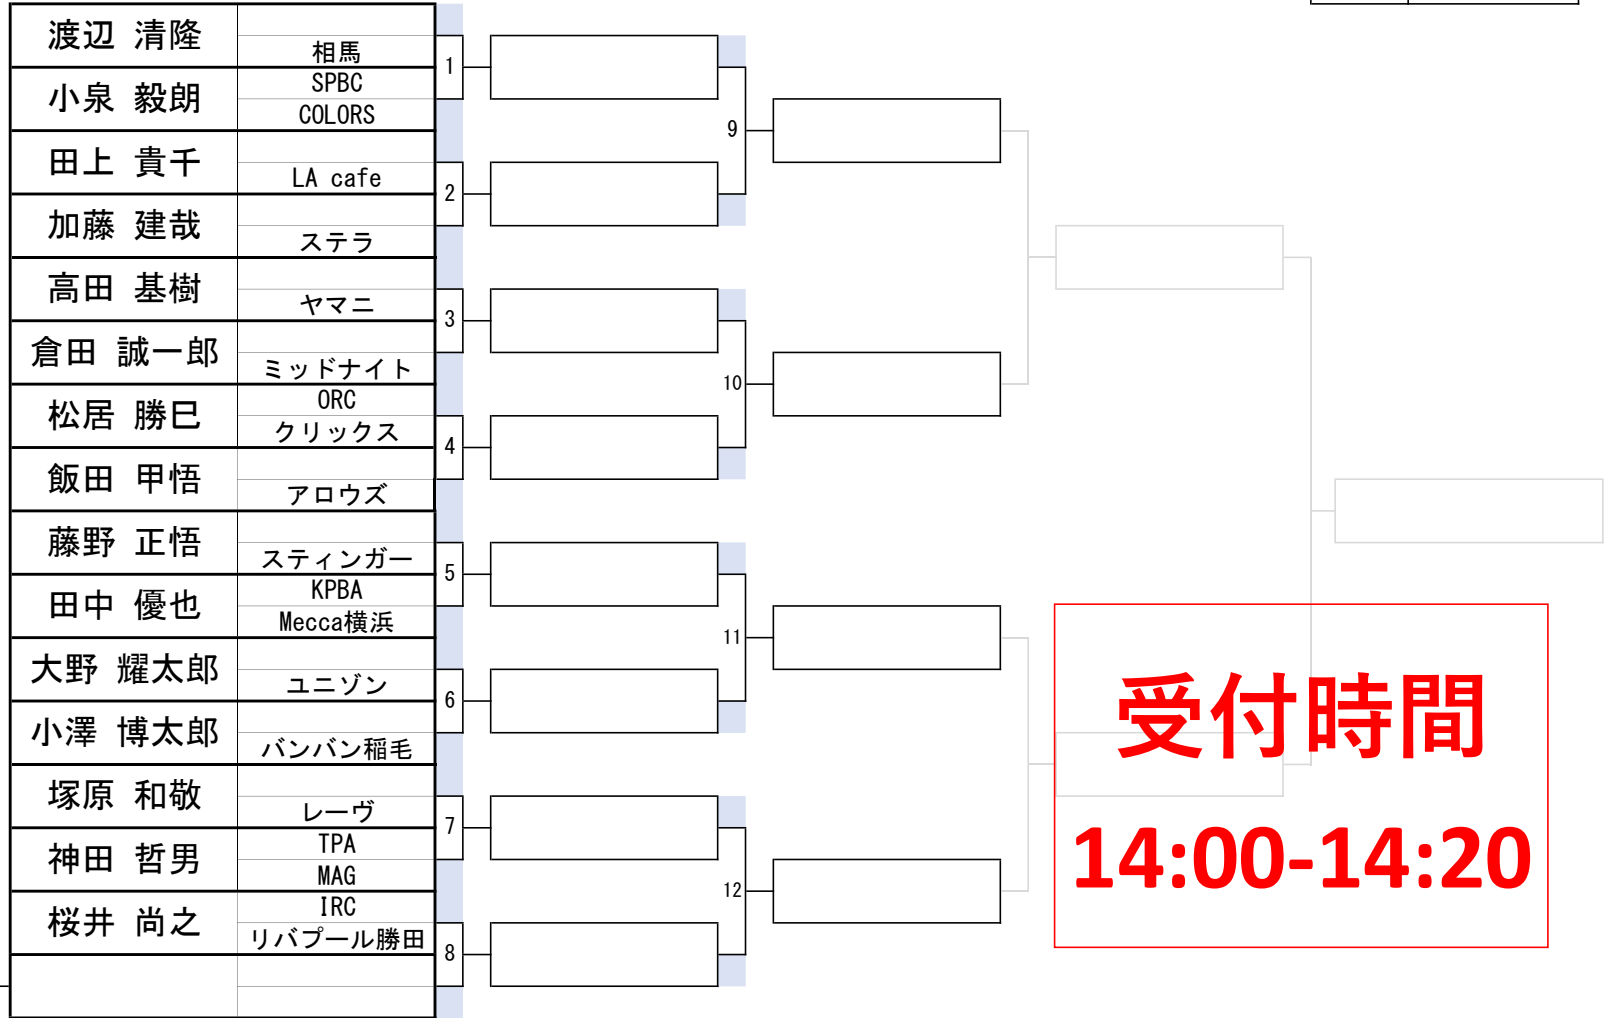 渡辺 清隆
相馬
1
小泉 毅朗
SPBC
COLORS
9
田上 貴千
LA cafe
2
加藤 建哉
ステラ
高田 基樹
ヤマニ
3
倉田 誠一郎
ミッドナイト
10
松居 勝巳
ORC
クリックス
4
飯田 甲悟
アロウズ
藤野 正悟
スティンガー
5
田中 優也
KPBA
Mecca横浜
11
大野 耀太郎
ユニゾン
6
小澤 博太郎
バンバン稲毛
塚原 和敬
レーヴ
7
神田 哲男
TPA
MAG
12
桜井 尚之
IRC
リバプール勝田
8
受付時間
14:00-14:20